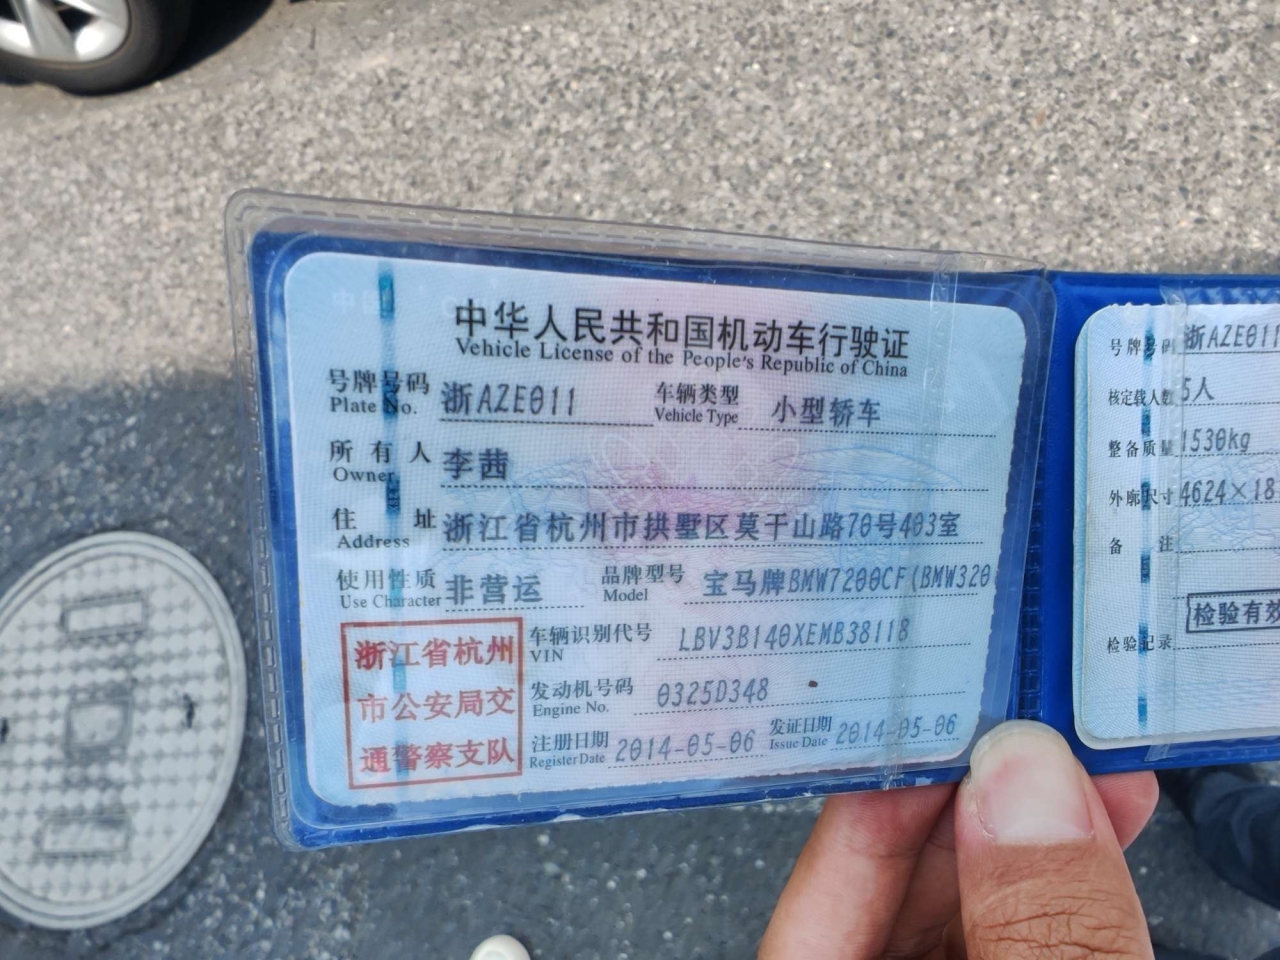 中华人民共和国机动车行驶证
Vehicle License of the People's Republic of China
号牌号码 浙AZE011 车辆类型 小型轿车
Plate No. Vehicle Type
所有人 李茜
Owner
住址 浙江省杭州市拱墅区莫干山路70号403室
Address
使用性质 非营运 品牌型号 宝马牌BMW7200CF(BMW320
Use Character Model
浙江省杭州
市公安局交
通警察支队
车辆识别代号 LBV3B140XEMB38118
VIN
发动机号码 0325D348
Engine No.
注册日期 2014-05-06 发证日期 2014-05-06
Register Date Issue Date
号牌号码 浙AZE011
核定载人数 5人
整备质量 1530kg
外廓尺寸 4624×18
备注
检验有效
检验记录